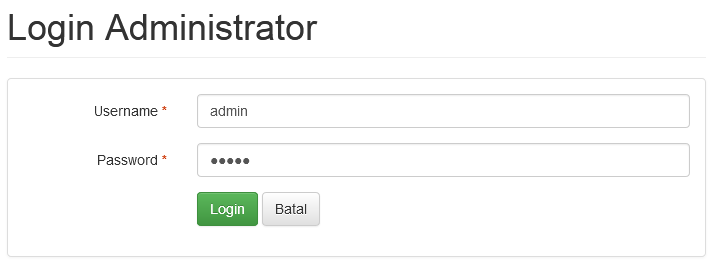 Login Administrator
Username *
admin
Password *
●●●●●
Login
Batal